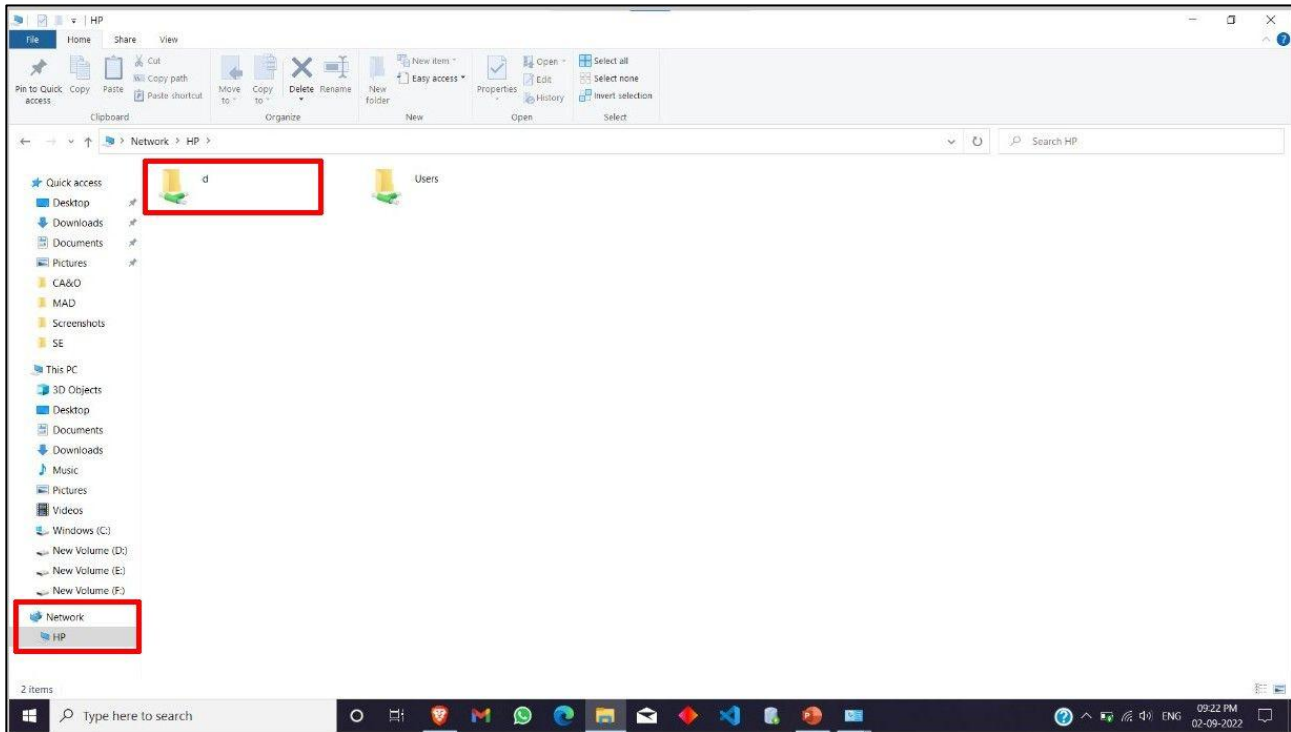 HP
File Home Share View
Pin to Quick access
Copy
Paste
Cut
Copy path
Paste shortcut
Clipboard
Move to
Copy to
Delete
Rename
Organize
New folder
New item
Easy access
New
Properties
Open
Edit
History
Open
Select all
Select none
Invert selection
Select
Network > HP >
Search HP
Quick access
Desktop
Downloads
Documents
Pictures
CA&O
MAD
Screenshots
SE
This PC
3D Objects
Desktop
Documents
Downloads
Music
Pictures
Videos
Windows (C:)
New Volume (D:)
New Volume (E:)
New Volume (F:)
Network
HP
d
Users
2 items
Type here to search
ENG
09:22 PM
02-09-2022